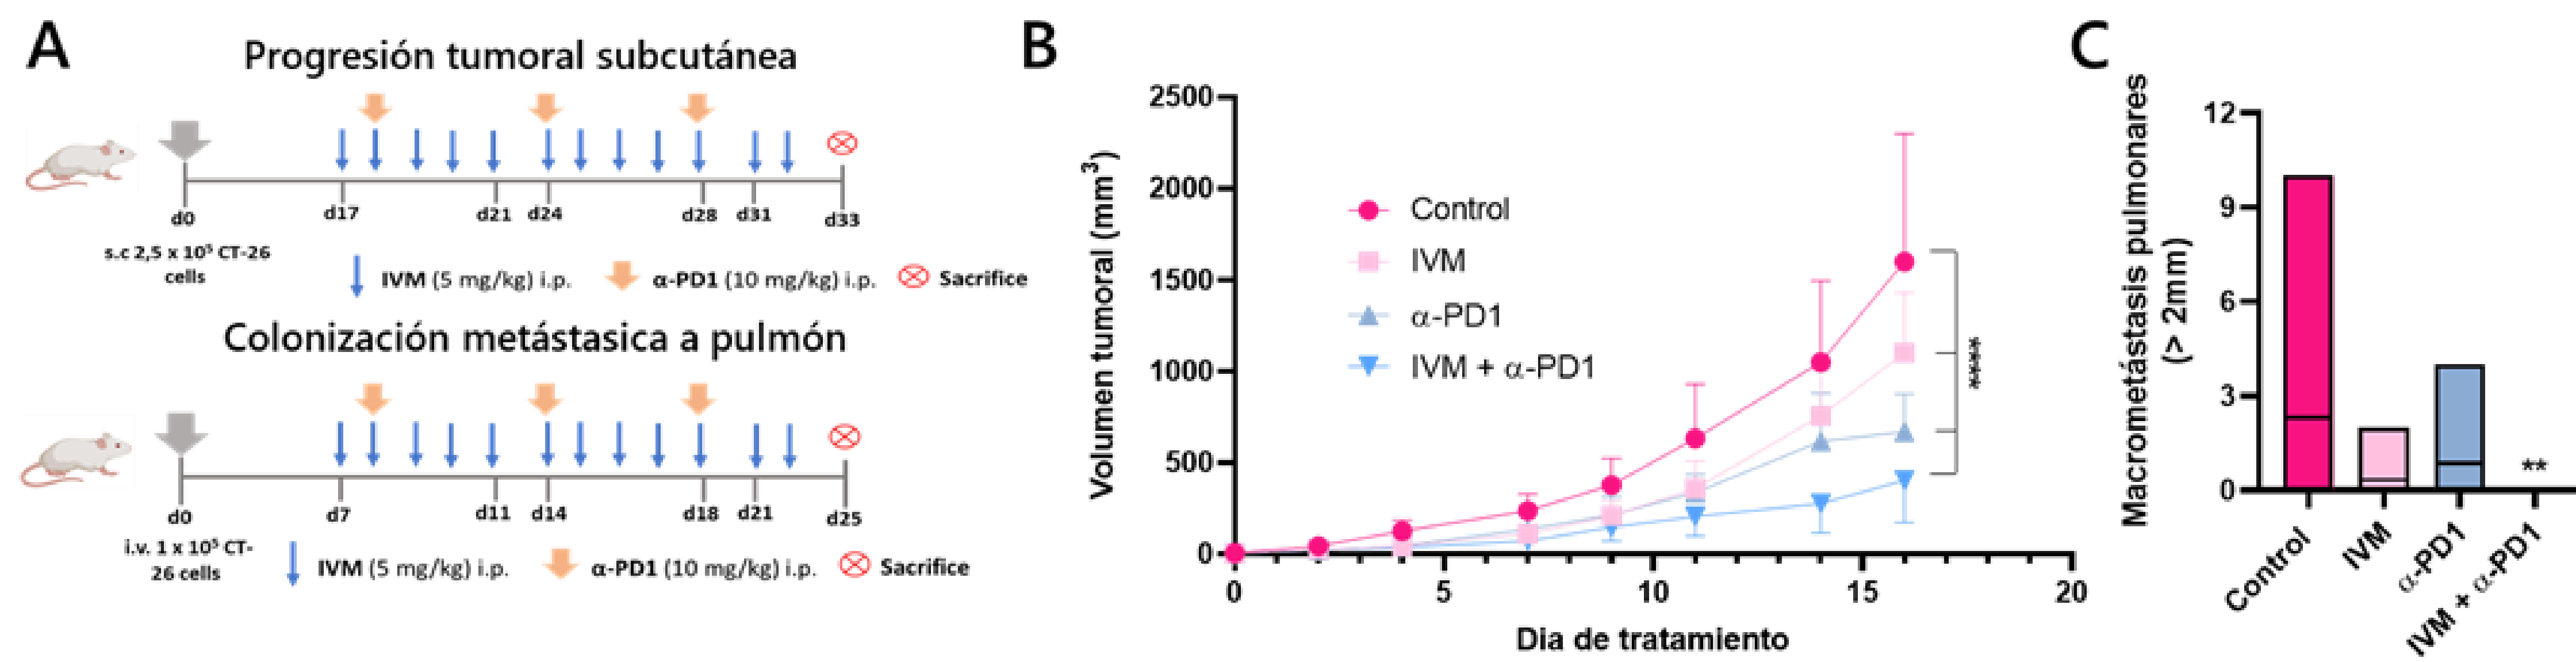 A
Progresión tumoral subcutánea
d0
d17
d21
d24
d28
d31
d33
s.c 2,5 x 10⁵ CT-26
cells
IVM (5 mg/kg) i.p.
α-PD1 (10 mg/kg) i.p.
Sacrifice
Colonización metástasica a pulmón
d0
d7
d11
d14
d18
d21
d25
i.v. 1 x 10⁵ CT-
26 cells
IVM (5 mg/kg) i.p.
α-PD1 (10 mg/kg) i.p.
Sacrifice
B
Volumen tumoral (mm³)
2500
2000
1500
1000
500
0
Control
IVM
α-PD1
IVM + α-PD1
0
5
10
15
20
Dia de tratamiento
C
Macrometástasis pulmonares
(> 2mm)
12
9
6
3
0
**
Control
IVM
α-PD1
IVM + α-PD1